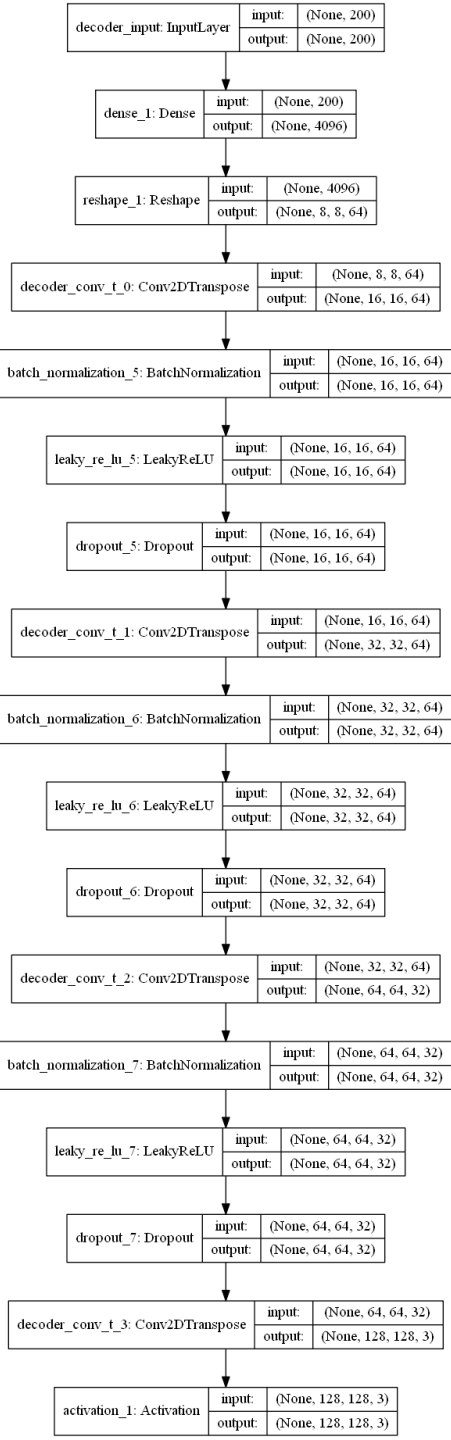 decoder_input: InputLayer
input: (None, 200)
output: (None, 200)
dense_1: Dense
input: (None, 200)
output: (None, 4096)
reshape_1: Reshape
input: (None, 4096)
output: (None, 8, 8, 64)
decoder_conv_t_0: Conv2DTranspose
input: (None, 8, 8, 64)
output: (None, 16, 16, 64)
batch_normalization_5: BatchNormalization
input: (None, 16, 16, 64)
output: (None, 16, 16, 64)
leaky_re_lu_5: LeakyReLU
input: (None, 16, 16, 64)
output: (None, 16, 16, 64)
dropout_5: Dropout
input: (None, 16, 16, 64)
output: (None, 16, 16, 64)
decoder_conv_t_1: Conv2DTranspose
input: (None, 16, 16, 64)
output: (None, 32, 32, 64)
batch_normalization_6: BatchNormalization
input: (None, 32, 32, 64)
output: (None, 32, 32, 64)
leaky_re_lu_6: LeakyReLU
input: (None, 32, 32, 64)
output: (None, 32, 32, 64)
dropout_6: Dropout
input: (None, 32, 32, 64)
output: (None, 32, 32, 64)
decoder_conv_t_2: Conv2DTranspose
input: (None, 32, 32, 64)
output: (None, 64, 64, 32)
batch_normalization_7: BatchNormalization
input: (None, 64, 64, 32)
output: (None, 64, 64, 32)
leaky_re_lu_7: LeakyReLU
input: (None, 64, 64, 32)
output: (None, 64, 64, 32)
dropout_7: Dropout
input: (None, 64, 64, 32)
output: (None, 64, 64, 32)
decoder_conv_t_3: Conv2DTranspose
input: (None, 64, 64, 32)
output: (None, 128, 128, 3)
activation_1: Activation
input: (None, 128, 128, 3)
output: (None, 128, 128, 3)